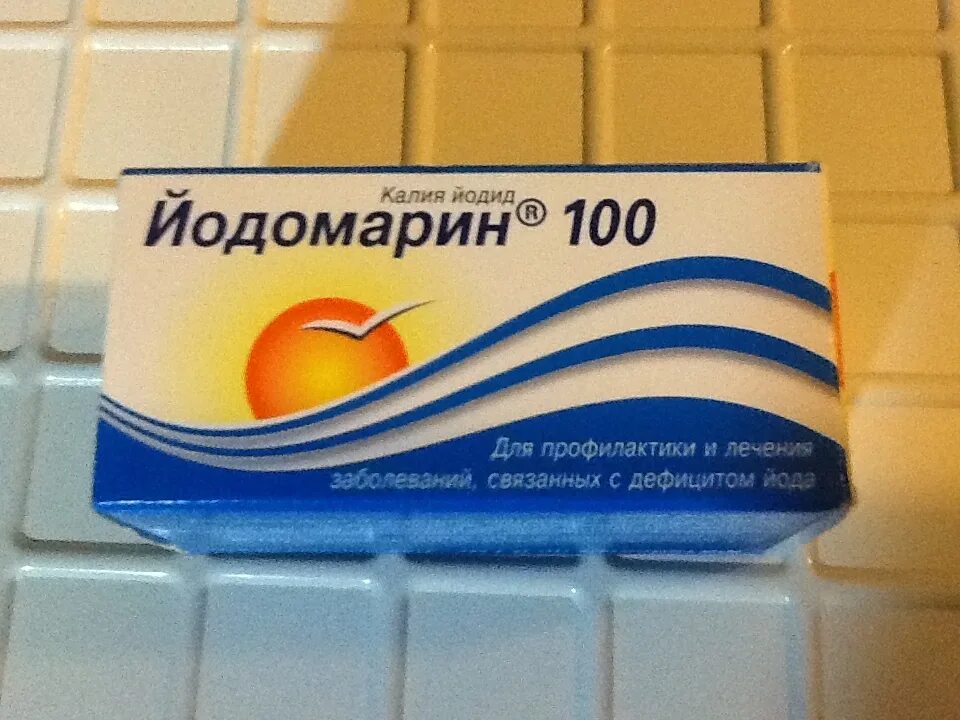 Калия йодид
Йодомарин® 100
Для профилактики и лечения
заболеваний, связанных с дефицитом йода